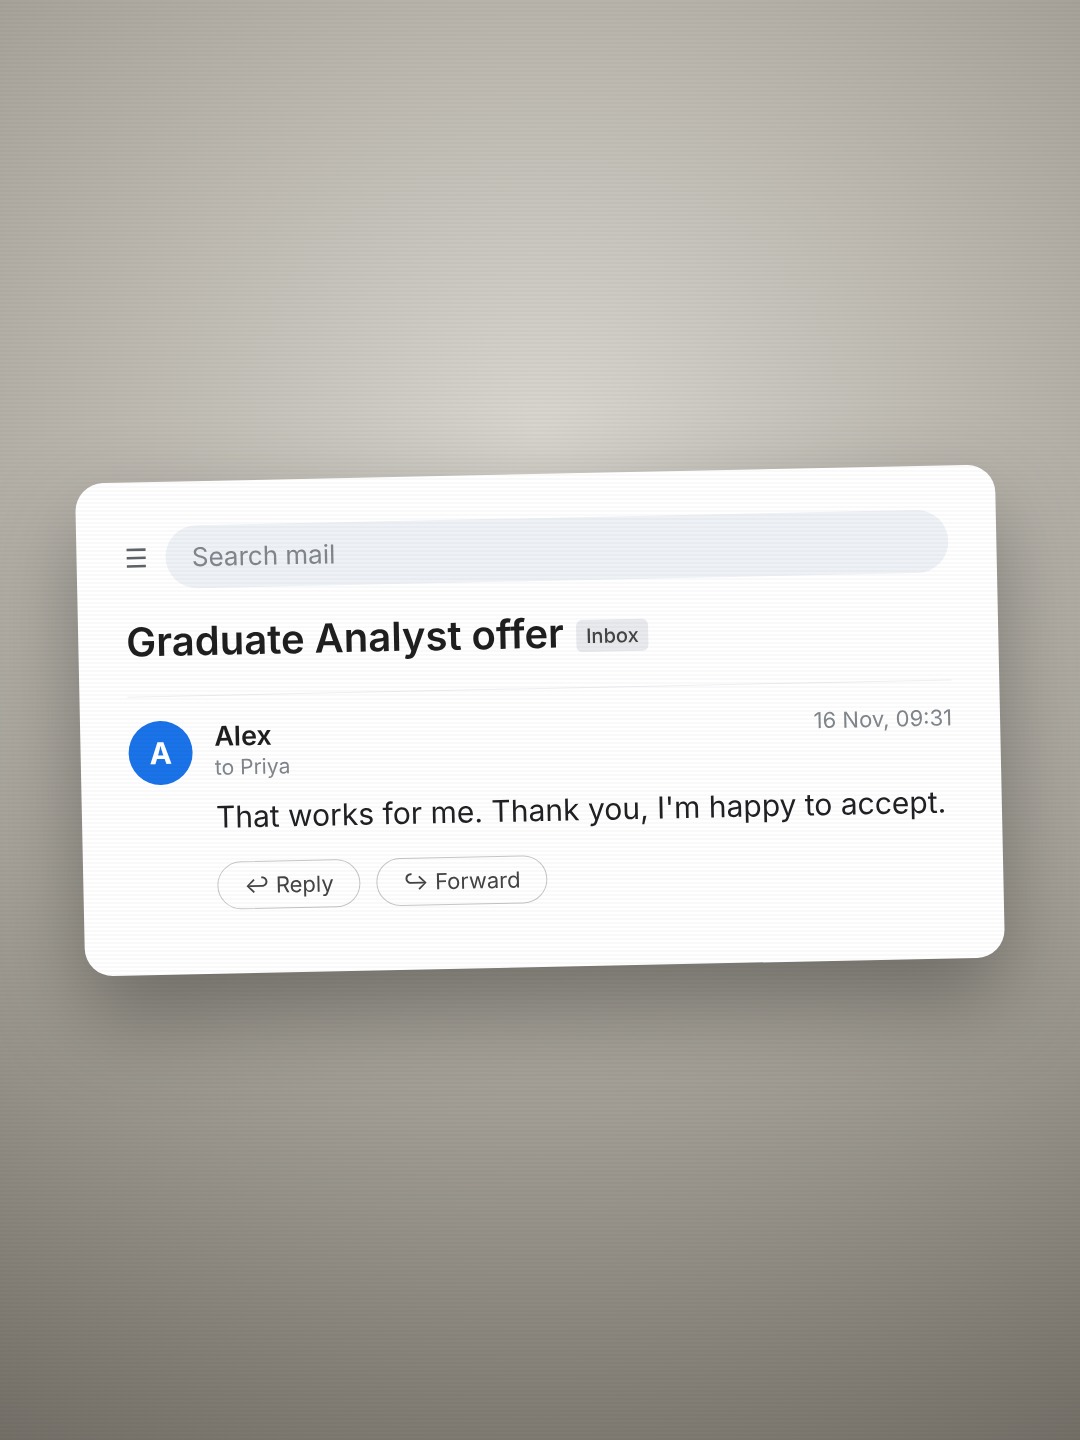 Search mail
Graduate Analyst offer Inbox
A
Alex
16 Nov, 09:31
to Priya
That works for me. Thank you, I'm happy to accept.
Reply
Forward